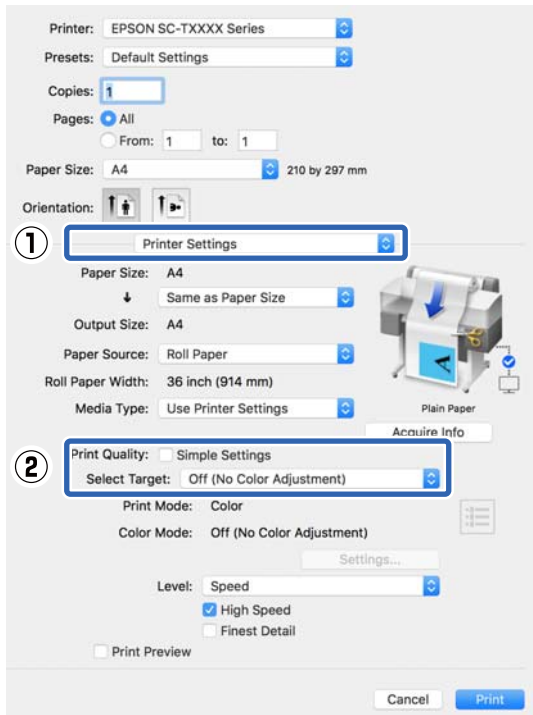 Printer: EPSON SC-TXXXX Series
Presets: Default Settings
Copies: 1
Pages: All
From: 1 to: 1
Paper Size: A4 210 by 297 mm
Orientation:
① Printer Settings
Paper Size: A4
Same as Paper Size
Output Size: A4
Paper Source: Roll Paper
Roll Paper Width: 36 inch (914 mm)
Media Type: Use Printer Settings
Plain Paper
Acquire Info
② Print Quality: Simple Settings
Select Target: Off (No Color Adjustment)
Print Mode: Color
Color Mode: Off (No Color Adjustment)
Settings...
Level: Speed
High Speed
Finest Detail
Print Preview
Cancel Print